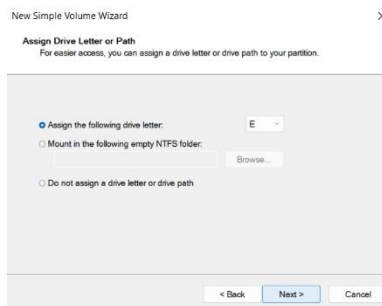 New Simple Volume Wizard
Assign Drive Letter or Path
For easier access, you can assign a drive letter or drive path to your partition.
Assign the following drive letter: E
Mount in the following empty NTFS folder:
Browse...
Do not assign a drive letter or drive path
< Back Next > Cancel